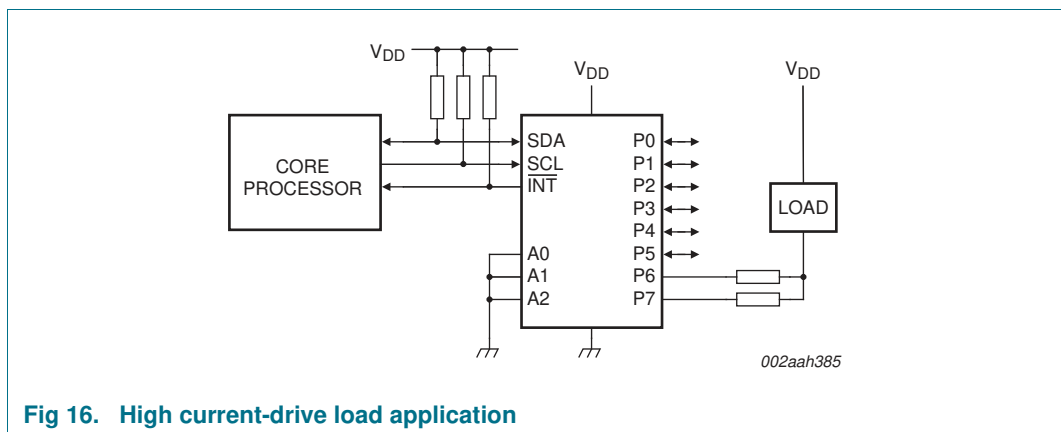 VDD
VDD
VDD
CORE
PROCESSOR
SDA
SCL
INT
A0
A1
A2
P0
P1
P2
P3
P4
P5
P6
P7
LOAD
002aah385
Fig 16. High current-drive load application